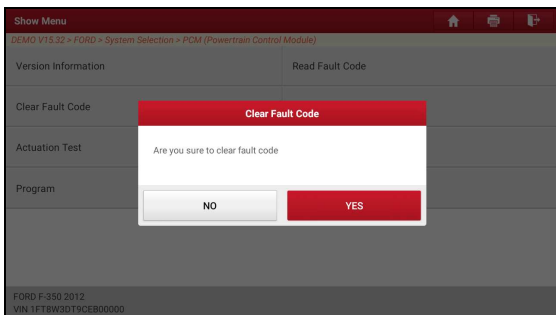 Show Menu
DEMO V15.32 > FORD > System Selection > PCM (Powertrain Control Module)
Version Information
Read Fault Code
Clear Fault Code
Clear Fault Code
Actuation Test
Are you sure to clear fault code
Program
NO
YES
FORD F-350 2012
VIN 1FT8W3DT9CEB00000